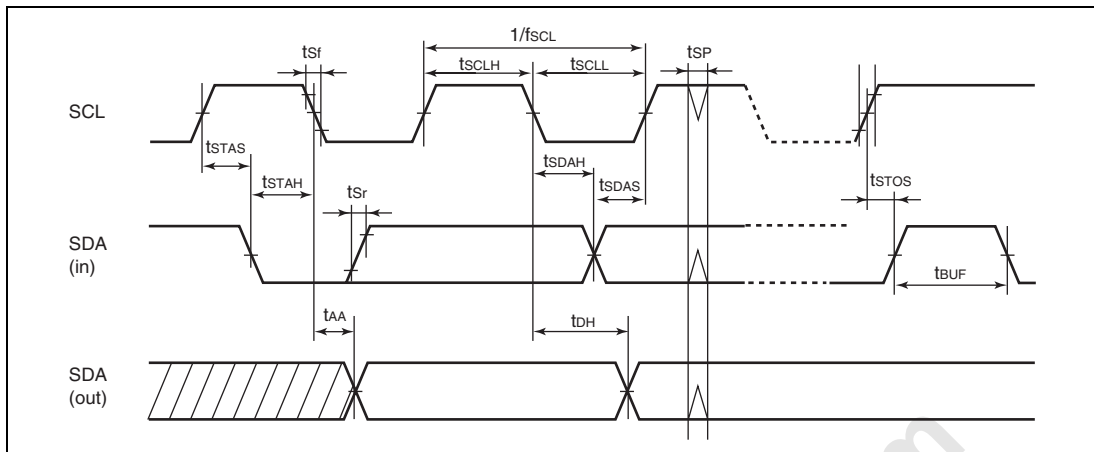 1/fSCL
tSf
tSP
tSCLH
tSCLL
SCL
tSTAS
tSTAH
tSr
tSDAH
tSDAS
tSTOS
SDA
(in)
tBUF
tAA
tDH
SDA
(out)